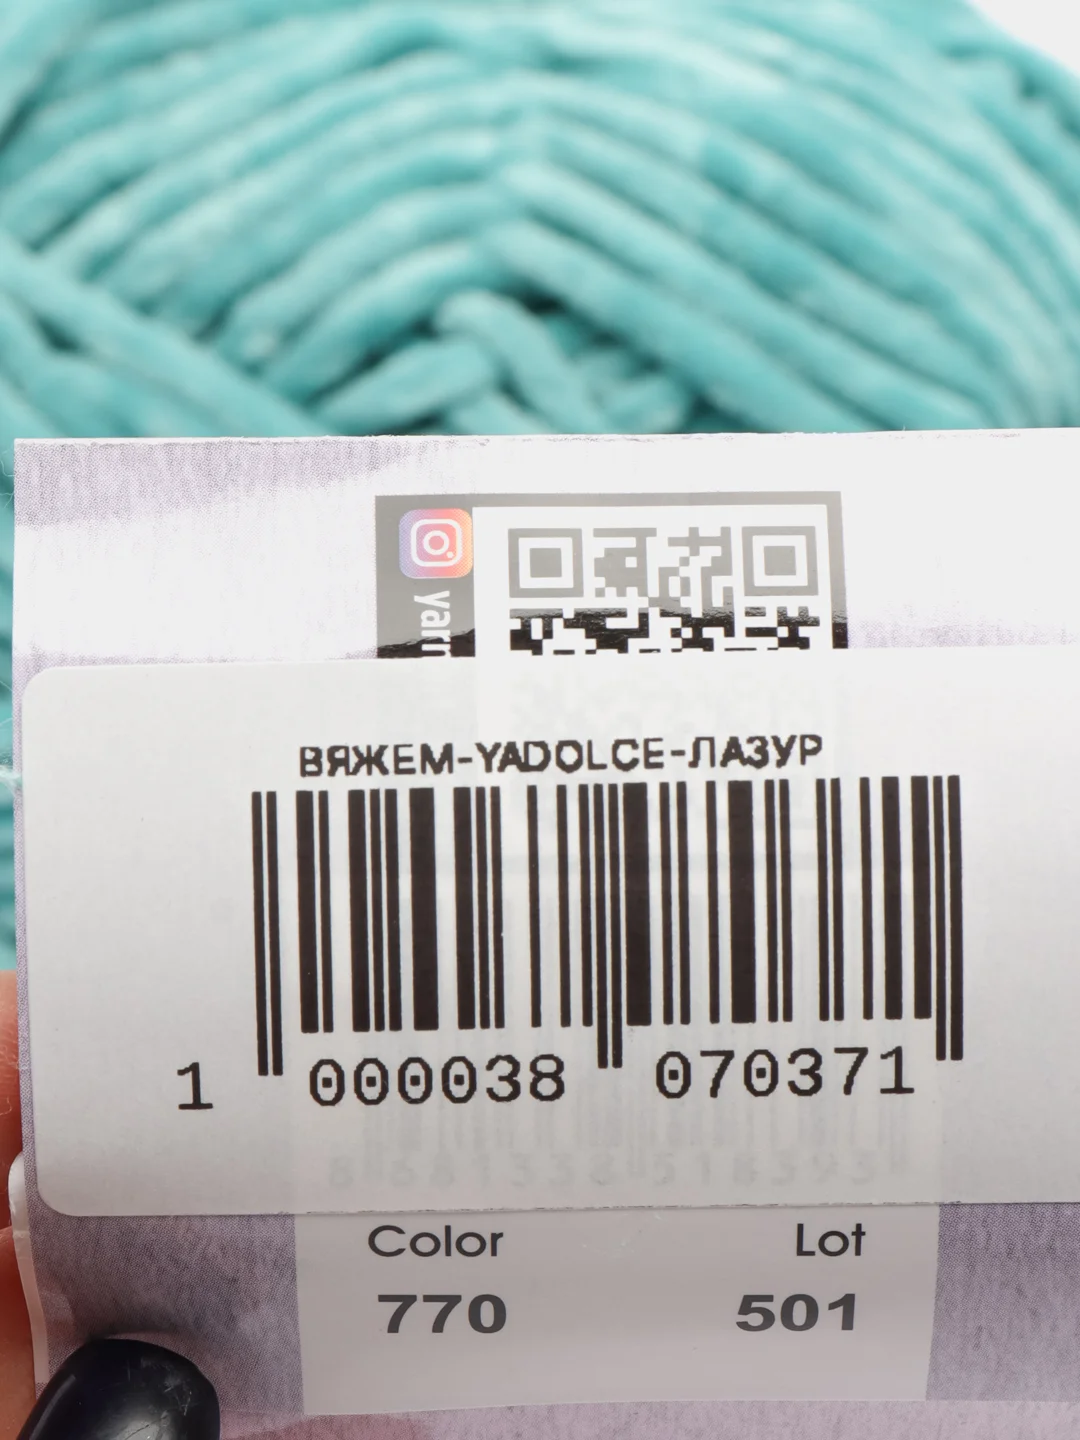 ВЯЖЕМ-YADOLCE-ЛАЗУР
1 000038 070371
Color Lot
770 501